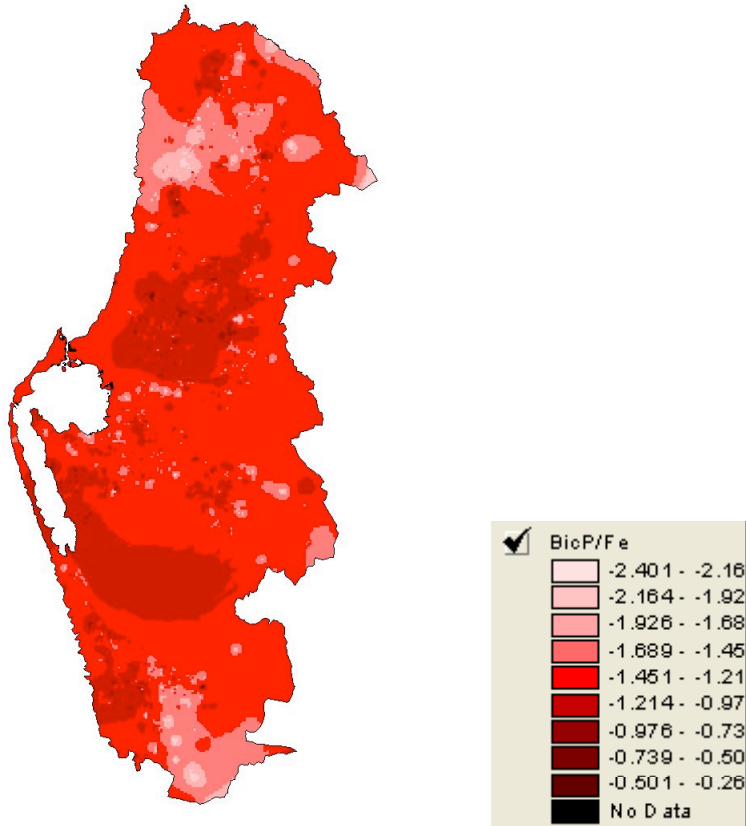 BicP/Fe
-2.401 - -2.16
-2.164 - -1.92
-1.926 - -1.68
-1.689 - -1.45
-1.451 - -1.21
-1.214 - -0.97
-0.976 - -0.73
-0.739 - -0.50
-0.501 - -0.26
No Data